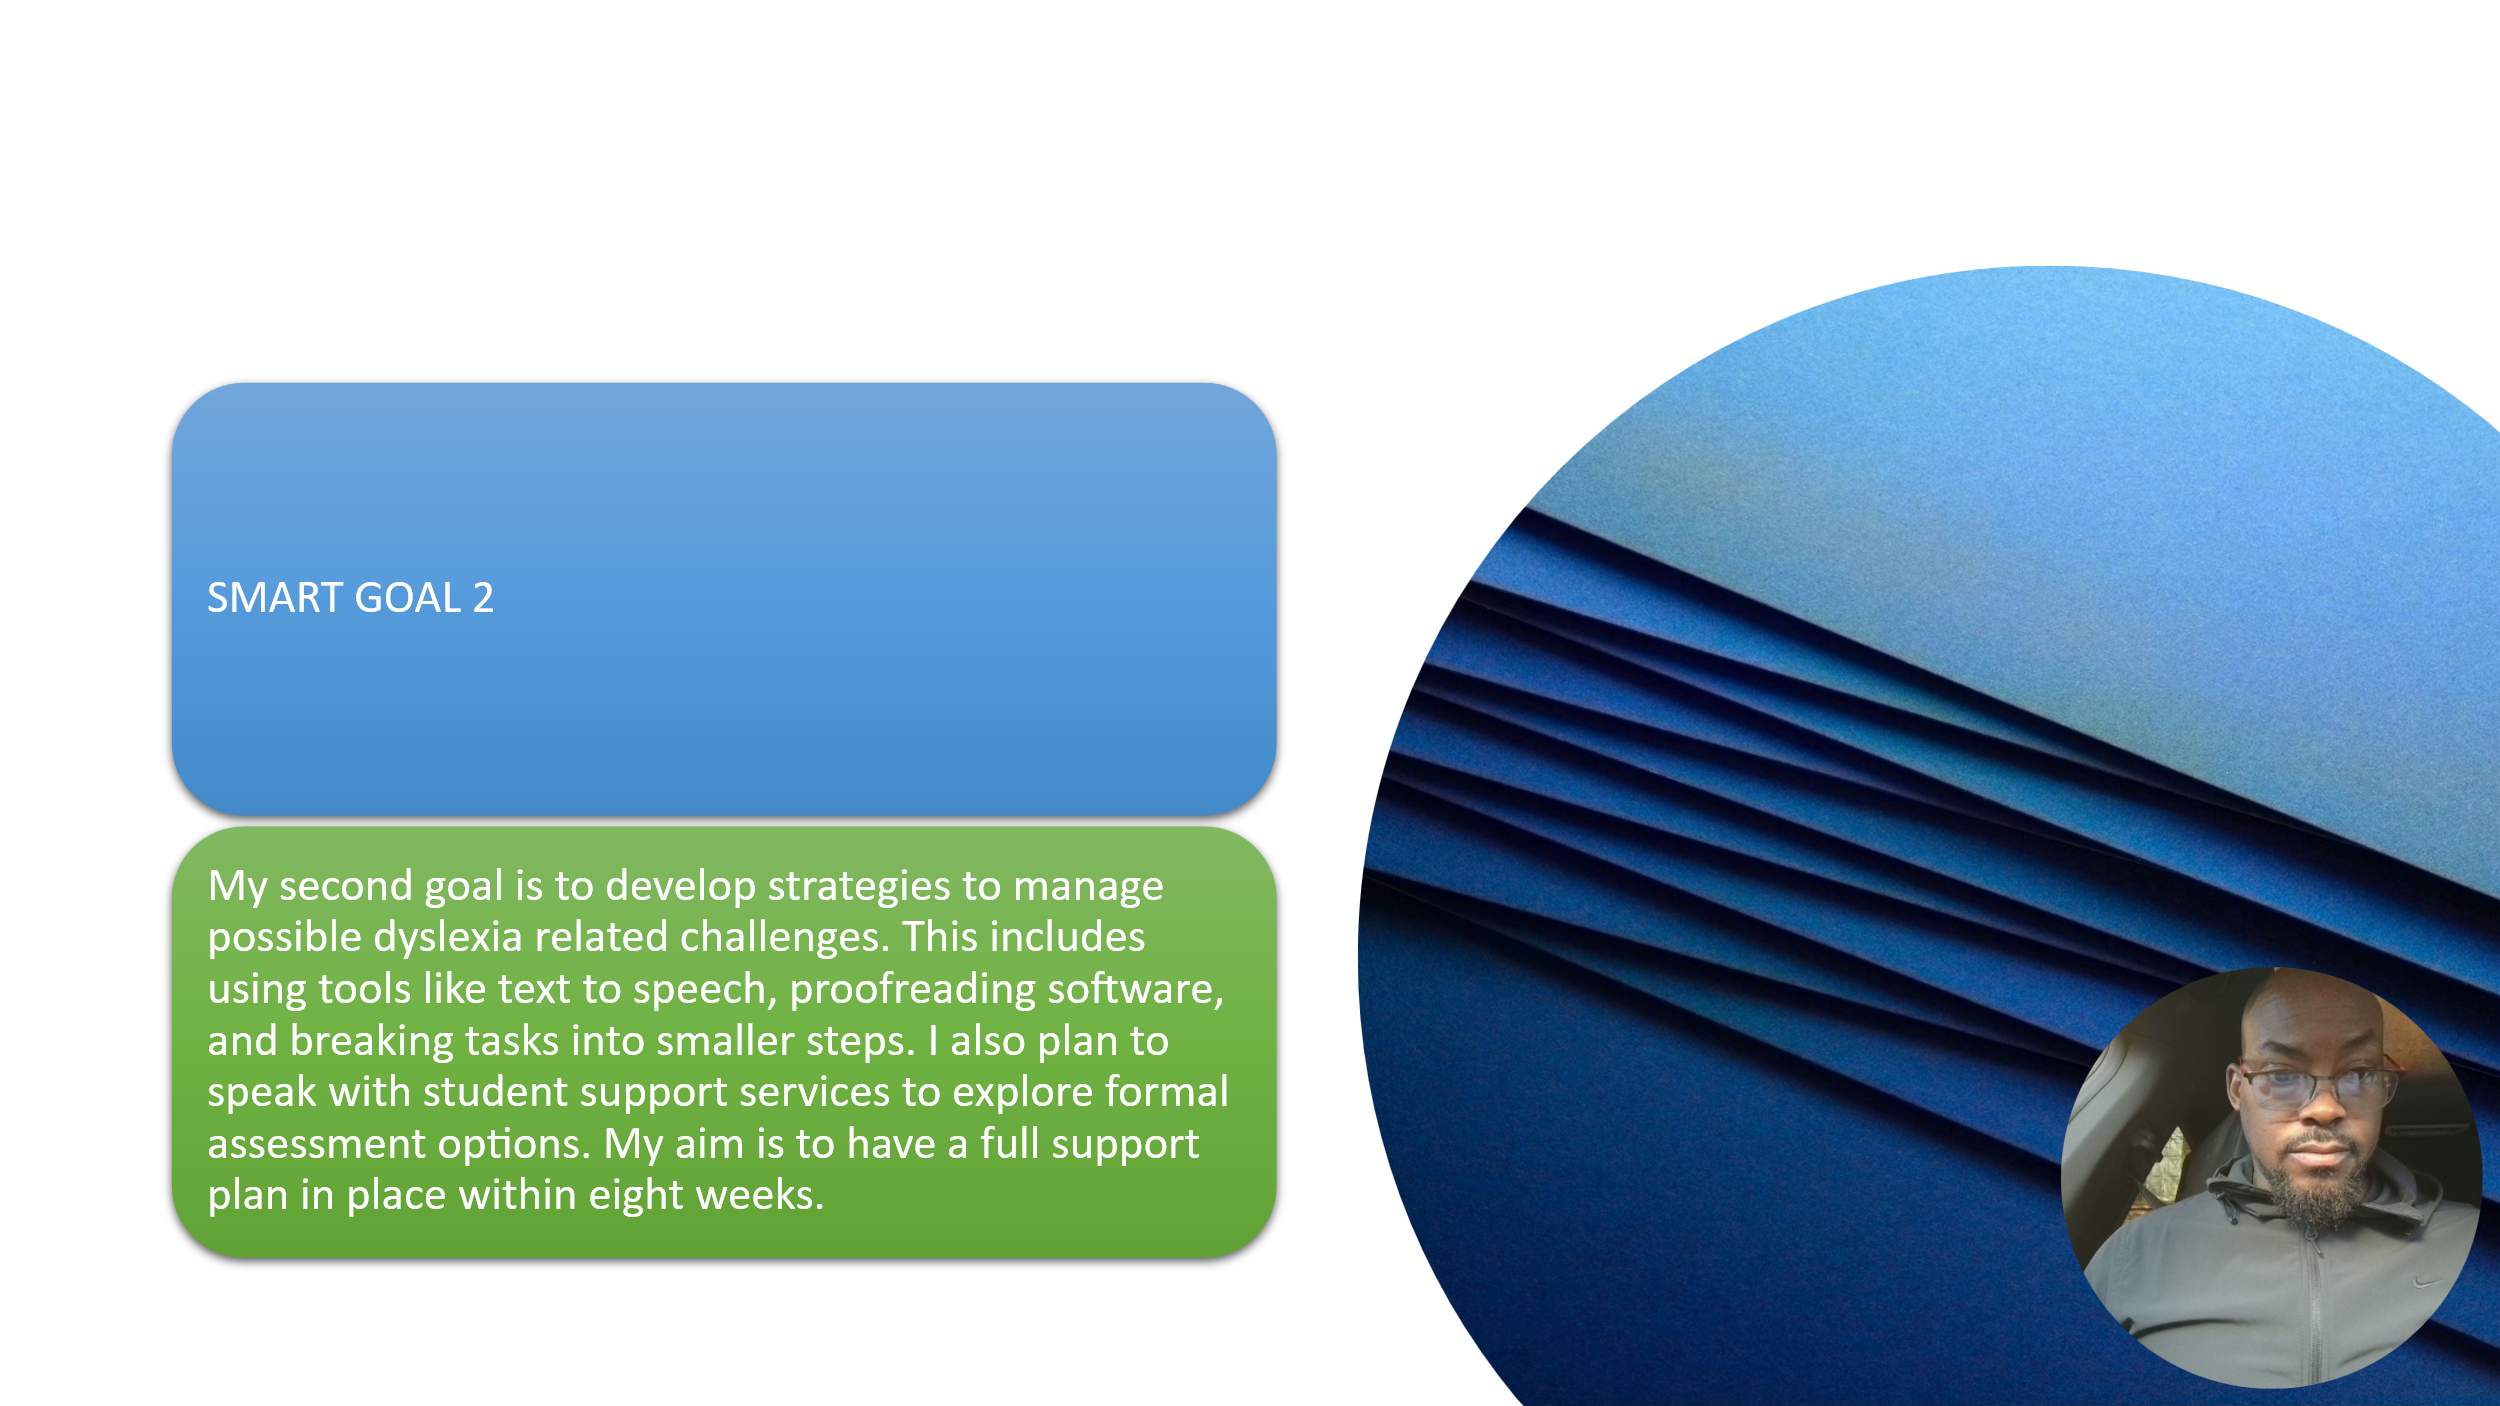 SMART GOAL 2
My second goal is to develop strategies to manage
possible dyslexia related challenges. This includes
using tools like text to speech, proofreading software,
and breaking tasks into smaller steps. I also plan to
speak with student support services to explore formal
assessment options. My aim is to have a full support
plan in place within eight weeks.